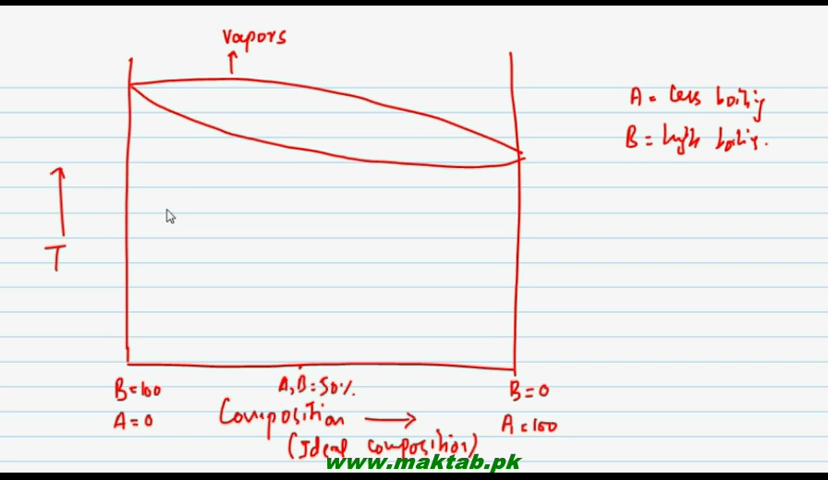 Vapors
A = less boiling
B = high boiling.
T
B=100 A,B=50% B=0
A=0 Composition → A=100
(Ideal composition)
www.maktab.pk